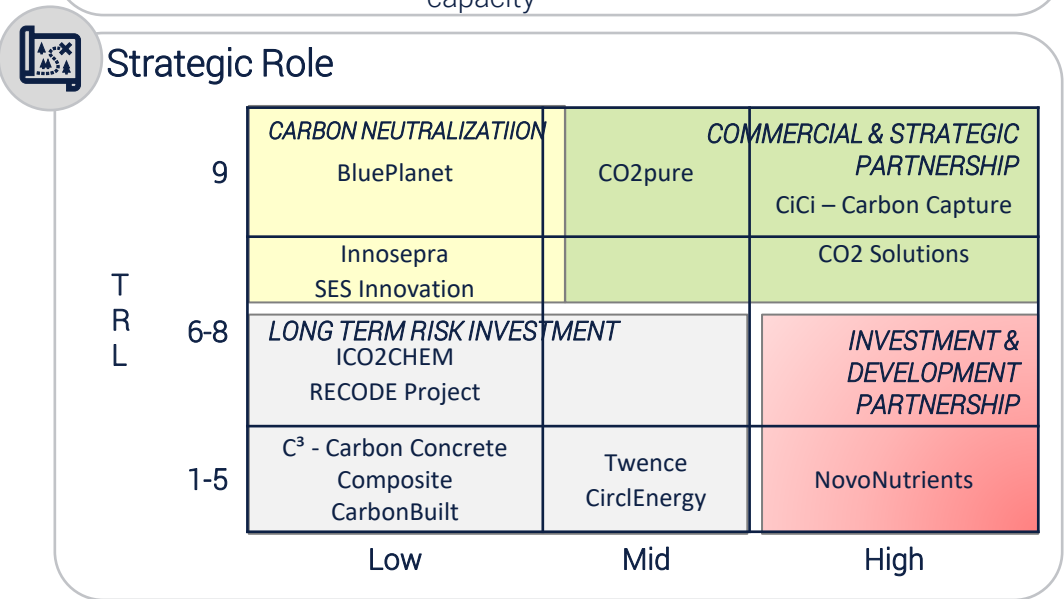 capacity
Strategic Role
CARBON NEUTRALIZATIION
COMMERCIAL & STRATEGIC
PARTNERSHIP
9
BluePlanet
CO2pure
CiCi – Carbon Capture
Innosepra
SES Innovation
CO2 Solutions
T
R
L
6-8
LONG TERM RISK INVESTMENT
ICO2CHEM
RECODE Project
INVESTMENT &
DEVELOPMENT
PARTNERSHIP
1-5
C³ - Carbon Concrete
Composite
CarbonBuilt
Twence
CirclEnergy
NovoNutrients
Low
Mid
High